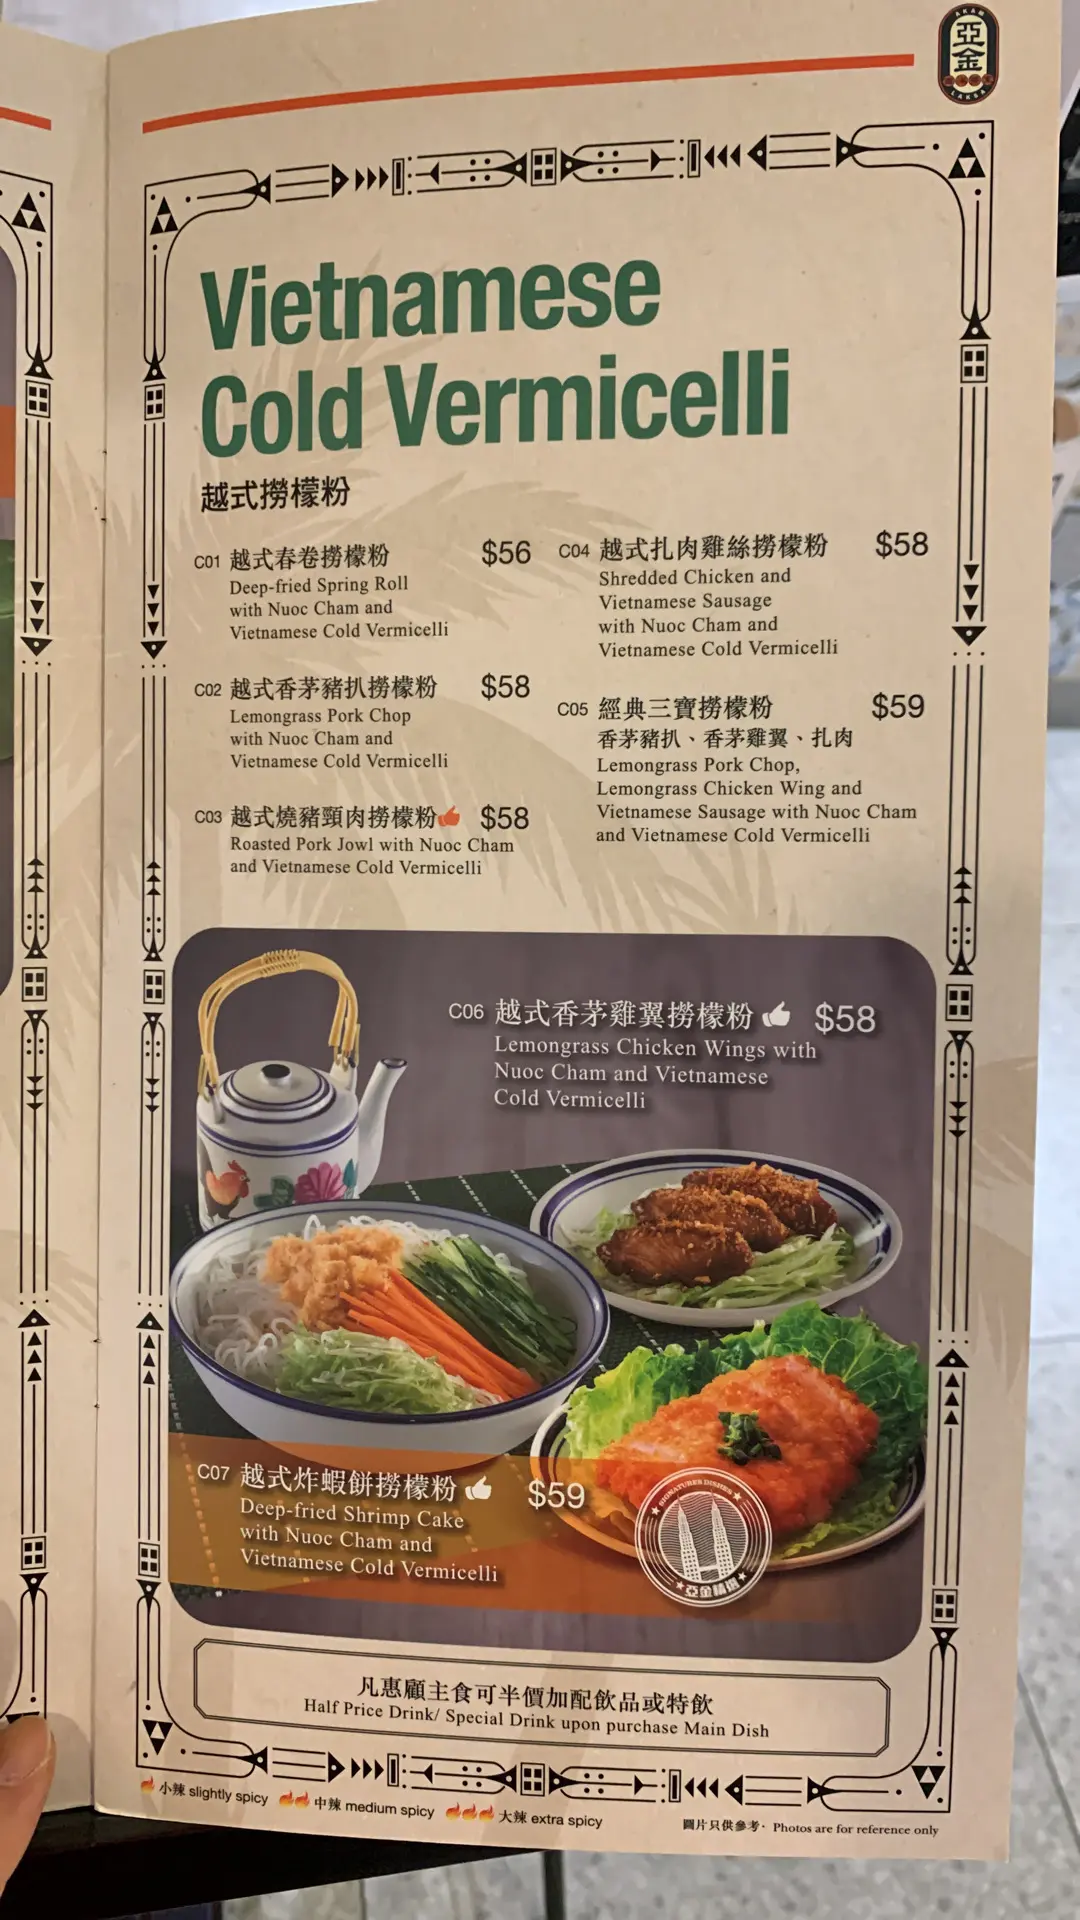 AKAM
亞金
LAKSA
Vietnamese
Cold Vermicelli
越式撈檬粉
C01 越式春卷撈檬粉 $56
Deep-fried Spring Roll
with Nuoc Cham and
Vietnamese Cold Vermicelli
C02 越式香茅豬扒撈檬粉 $58
Lemongrass Pork Chop
with Nuoc Cham and
Vietnamese Cold Vermicelli
C03 越式燒豬頸肉撈檬粉 $58
Roasted Pork Jowl with Nuoc Cham
and Vietnamese Cold Vermicelli
C04 越式扎肉雞絲撈檬粉 $58
Shredded Chicken and
Vietnamese Sausage
with Nuoc Cham and
Vietnamese Cold Vermicelli
C05 經典三寶撈檬粉 $59
香茅豬扒、香茅雞翼、扎肉
Lemongrass Pork Chop,
Lemongrass Chicken Wing and
Vietnamese Sausage with Nuoc Cham
and Vietnamese Cold Vermicelli
C06 越式香茅雞翼撈檬粉 $58
Lemongrass Chicken Wings with
Nuoc Cham and Vietnamese
Cold Vermicelli
C07 越式炸蝦餅撈檬粉 $59
Deep-fried Shrimp Cake
with Nuoc Cham and
Vietnamese Cold Vermicelli
SIGNATURES DISHES
凡惠顧主食可半價加配飲品或特飲
Half Price Drink/ Special Drink upon purchase Main Dish
小辣 slightly spicy 中辣 medium spicy 大辣 extra spicy
圖片只供參考· Photos are for reference only